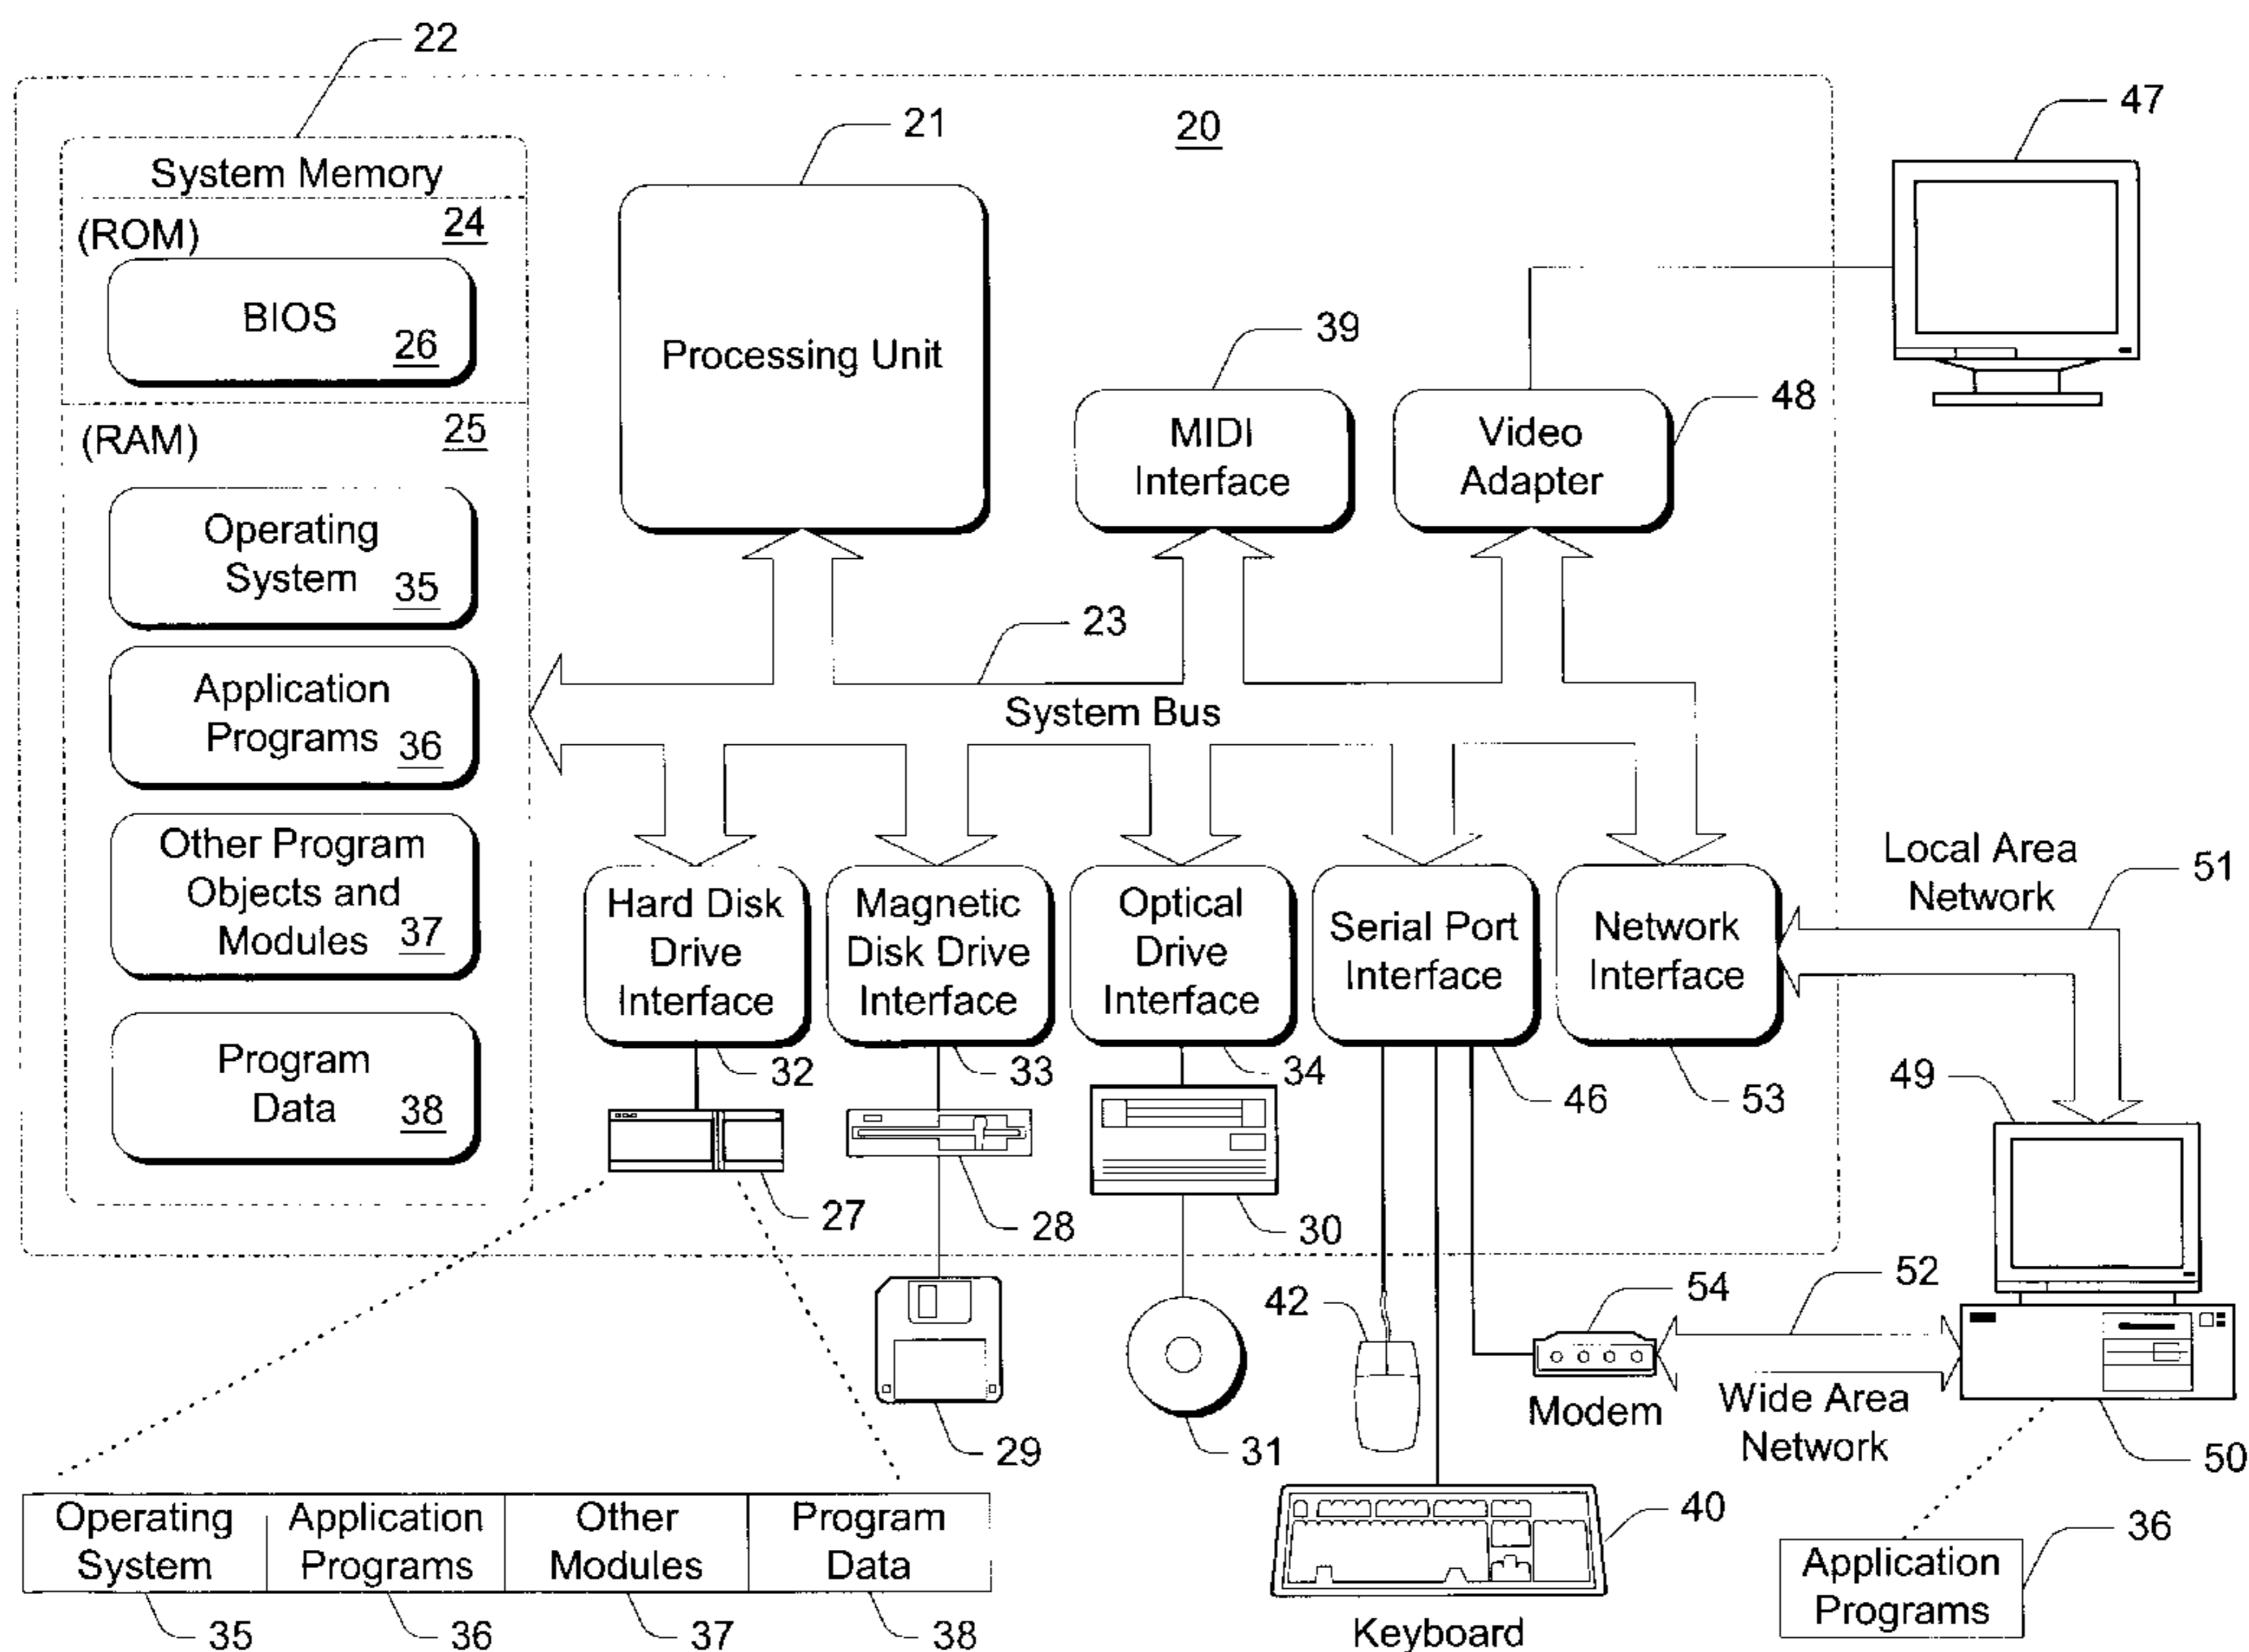 22
21
20
47
System Memory
(ROM)
24
BIOS
26
Processing Unit
39
MIDI
Interface
Video
Adapter
48
(RAM)
25
Operating
System
35
Application
Programs
36
Other Program
Objects and
Modules
37
Program
Data
38
23
System Bus
Hard Disk
Drive
Interface
32
Magnetic
Disk Drive
Interface
33
Optical
Drive
Interface
34
Serial Port
Interface
46
Network
Interface
53
Local Area
Network
51
49
27
28
30
29
31
42
54
52
Modem
Wide Area
Network
50
Operating
System
Application
Programs
Other
Modules
Program
Data
35
36
37
38
40
Keyboard
Application
Programs
36